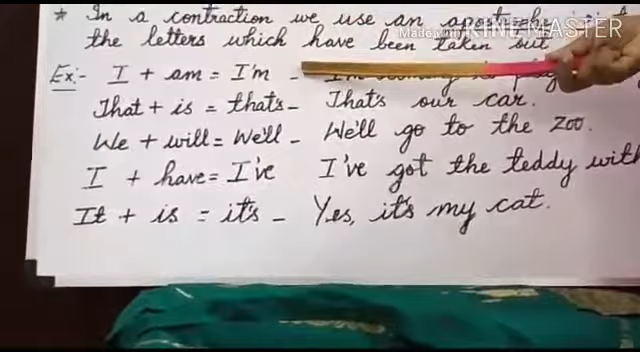 Made with KINEMASTER
* In a contraction we use an apostrophe
the letters which have been taken out
Ex:- I + am = I'm - I'm
That + is = that's - That's our car.
We + will = We'll - We'll go to the zoo.
I + have = I've I've got the teddy with
It + is = it's - Yes, it's my cat.